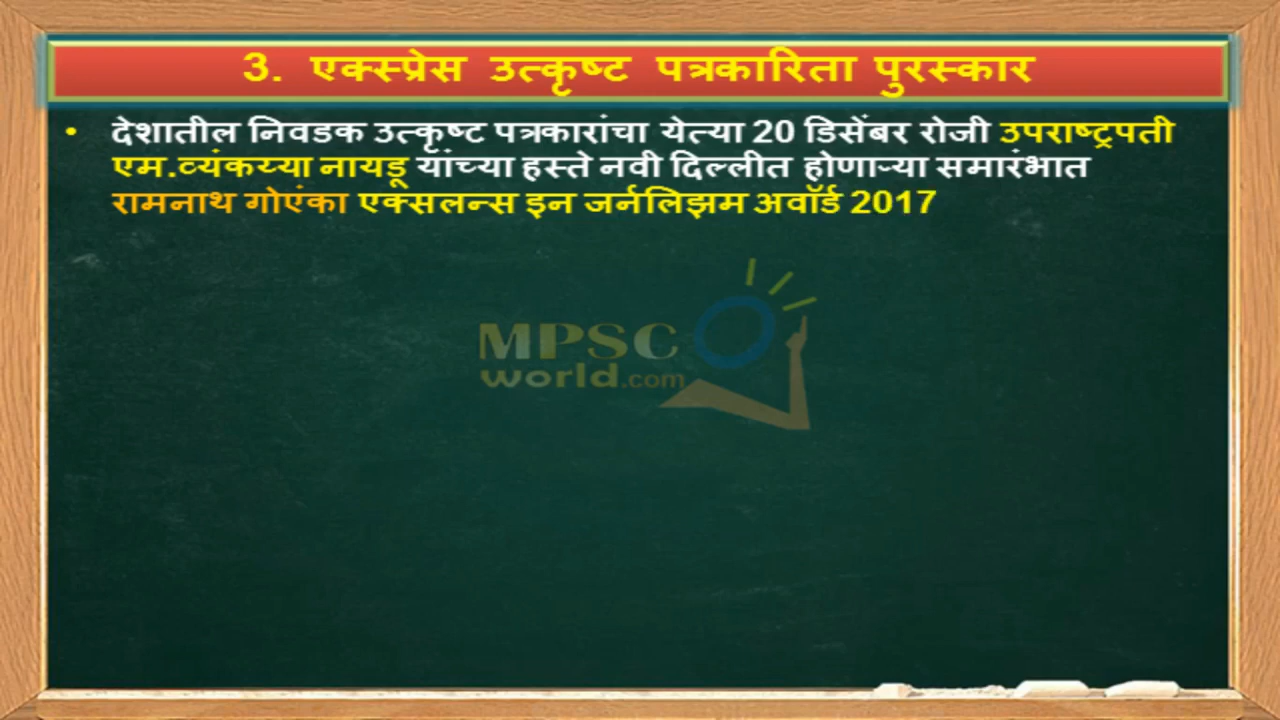 3. एक्स्प्रेस उत्कृष्ट पत्रकारिता पुरस्कार
• देशातील निवडक उत्कृष्ट पत्रकारांचा येत्या 20 डिसेंबर रोजी उपराष्ट्रपती
एम.व्यंकय्या नायडू यांच्या हस्ते नवी दिल्लीत होणाऱ्या समारंभात
रामनाथ गोएंका एक्सलन्स इन जर्नलिझम अवॉर्ड 2017
MPSC
world.com